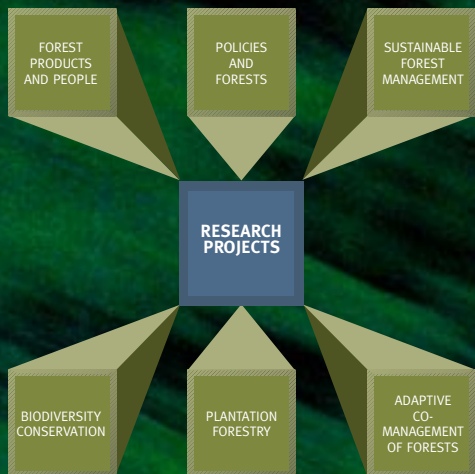 FOREST
PRODUCTS
AND PEOPLE
POLICIES
AND
FORESTS
SUSTAINABLE
FOREST
MANAGEMENT
RESEARCH
PROJECTS
BIODIVERSITY
CONSERVATION
PLANTATION
FORESTRY
ADAPTIVE
CO-
MANAGEMENT
OF FORESTS